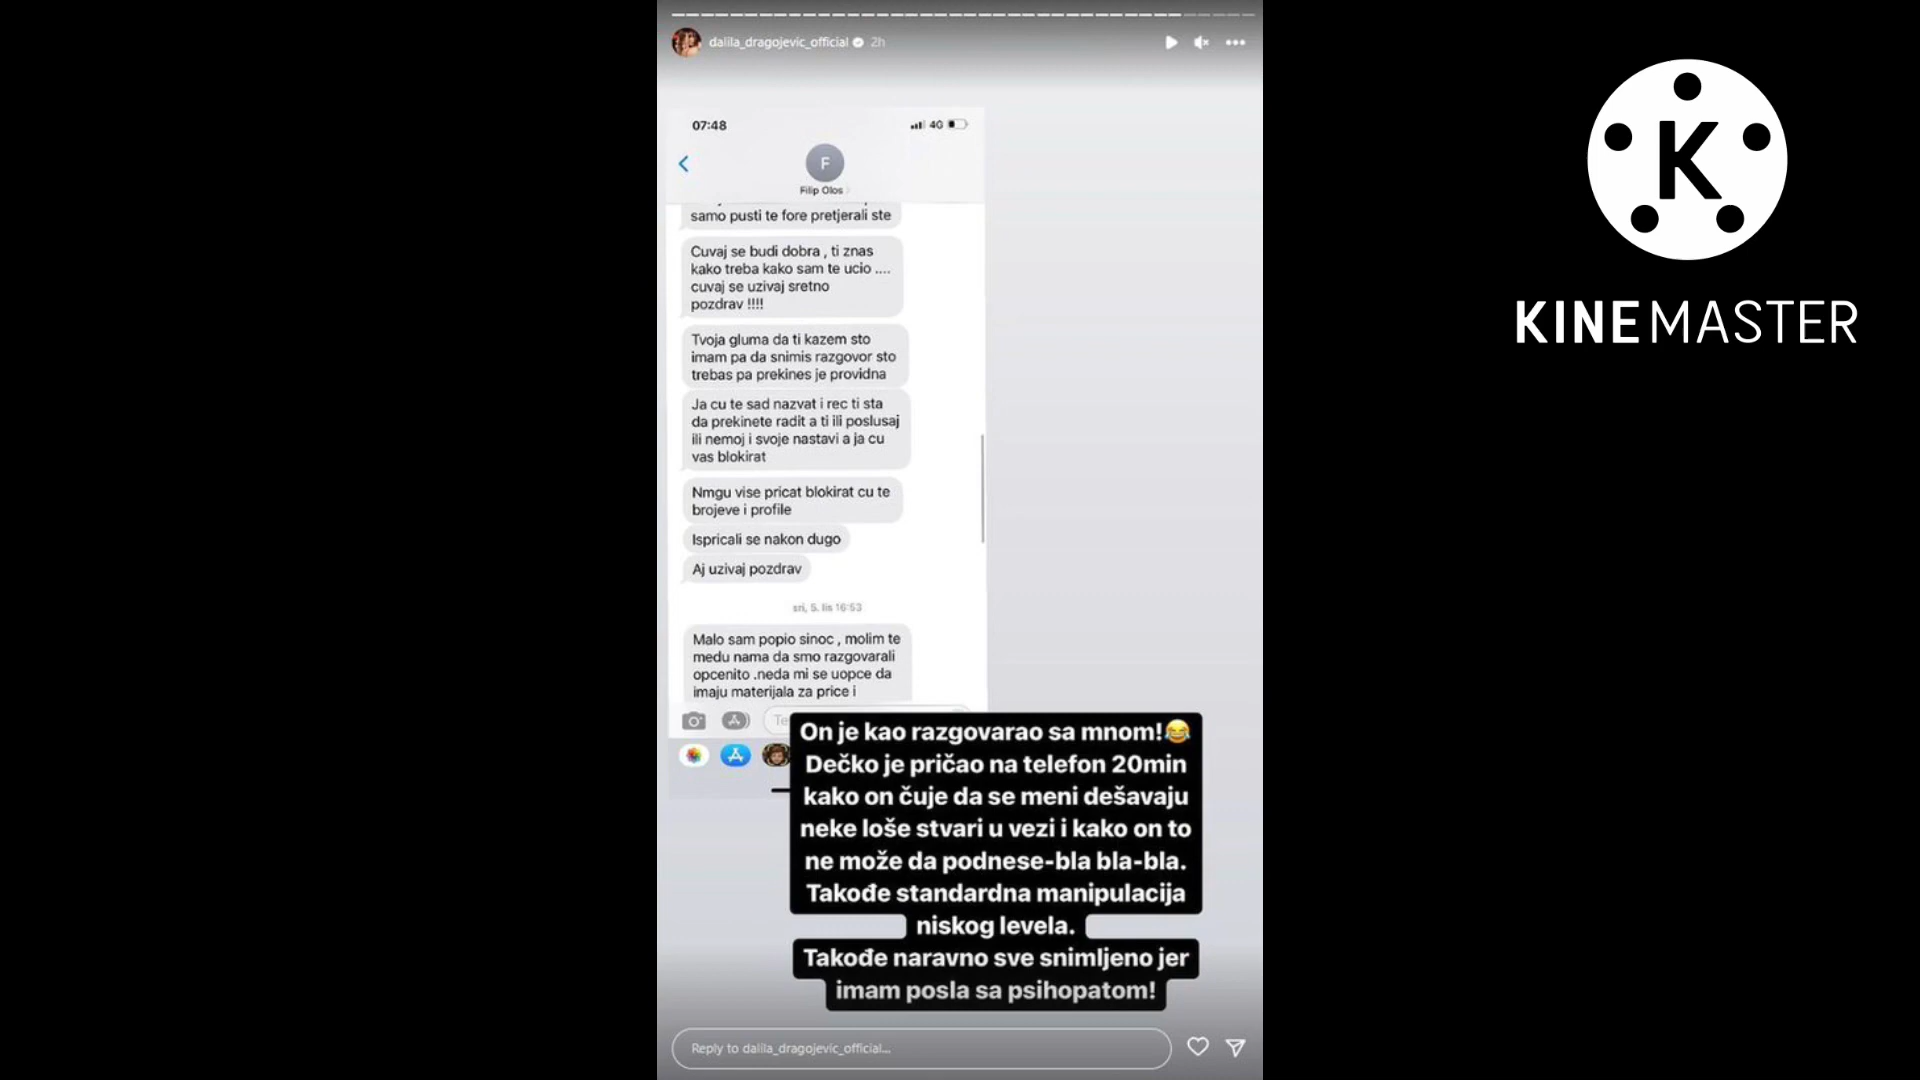 dalila_dragojevic_official 2h
07:48
4G
F
Filip Olos
samo pusti te fore pretjerali ste
Cuvaj se budi dobra , ti znas
kako treba kako sam te ucio ....
cuvaj se uzivaj sretno
pozdrav !!!!
Tvoja gluma da ti kazem sto
imam pa da snimis razgovor sto
trebas pa prekines je providna
Ja cu te sad nazvat i rec ti sta
da prekinete radit a ti ili poslusaj
ili nemoj i svoje nastavi a ja cu
vas blokirat
Nmgu vise pricat blokirat cu te
brojeve i profile
Ispricali se nakon dugo
Aj uzivaj pozdrav
sri, 5. lis 16:53
Malo sam popio sinoc , molim te
medu nama da smo razgovarali
opcenito .neda mi se uopce da
imaju materijala za price i
Te
On je kao razgovarao sa mnom!😂
Dečko je pričao na telefon 20min
kako on čuje da se meni dešavaju
neke loše stvari u vezi i kako on to
ne može da podnese-bla bla-bla.
Takođe standardna manipulacija
niskog levela.
Takođe naravno sve snimljeno jer
imam posla sa psihopatom!
Reply to dalila_dragojevic_official...
K
KINEMASTER